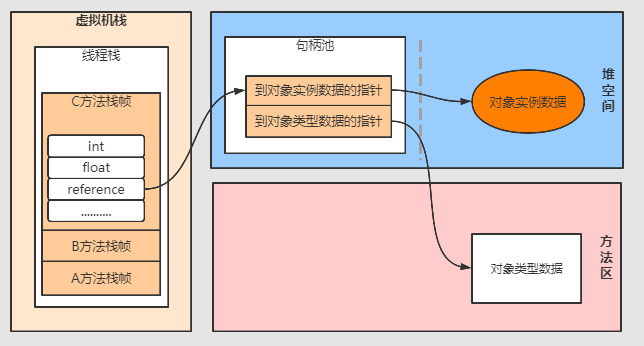 虚拟机栈
线程栈
C方法栈帧
int
float
reference
..........
B方法栈帧
A方法栈帧
句柄池
到对象实例数据的指针
到对象类型数据的指针
对象实例数据
堆空间
对象类型数据
方法区